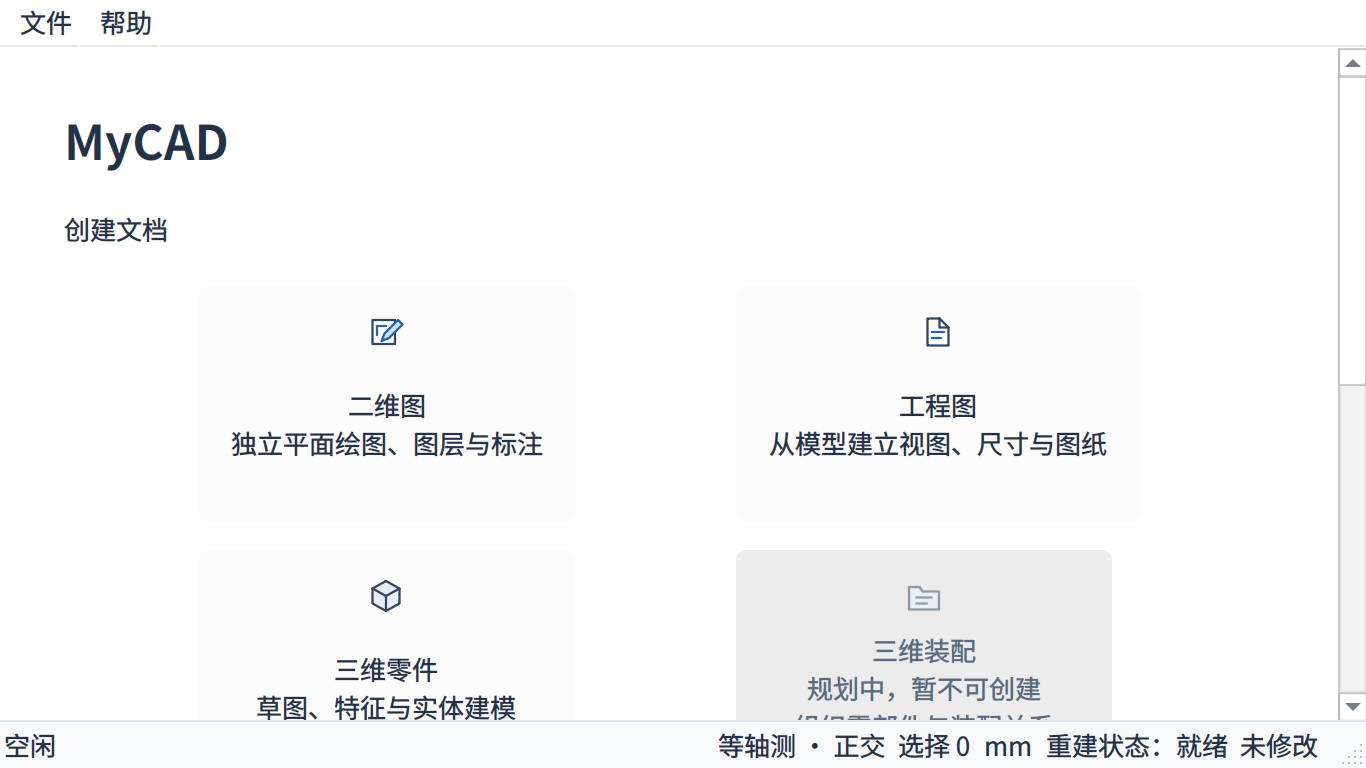 文件 帮助
MyCAD
创建文档
二维图
独立平面绘图、图层与标注
工程图
从模型建立视图、尺寸与图纸
三维零件
草图、特征与实体建模
三维装配
规划中，暂不可创建
空闲
等轴测 · 正交 选择 0 mm 重建状态：就绪 未修改